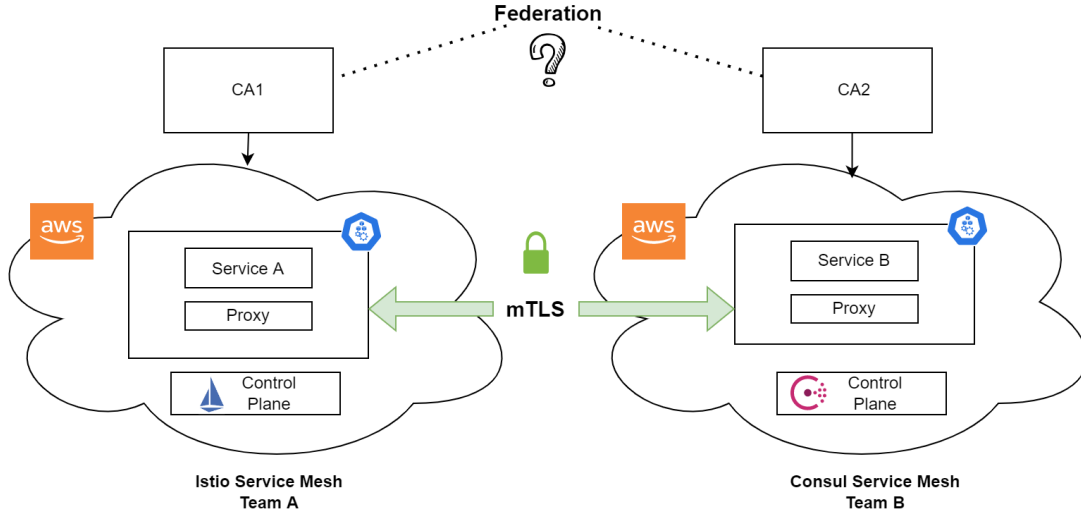 Federation
?
CA1
CA2
aws
aws
Service A
Service B
Proxy
mTLS
Proxy
Control
Plane
Control
Plane
Istio Service Mesh
Team A
Consul Service Mesh
Team B